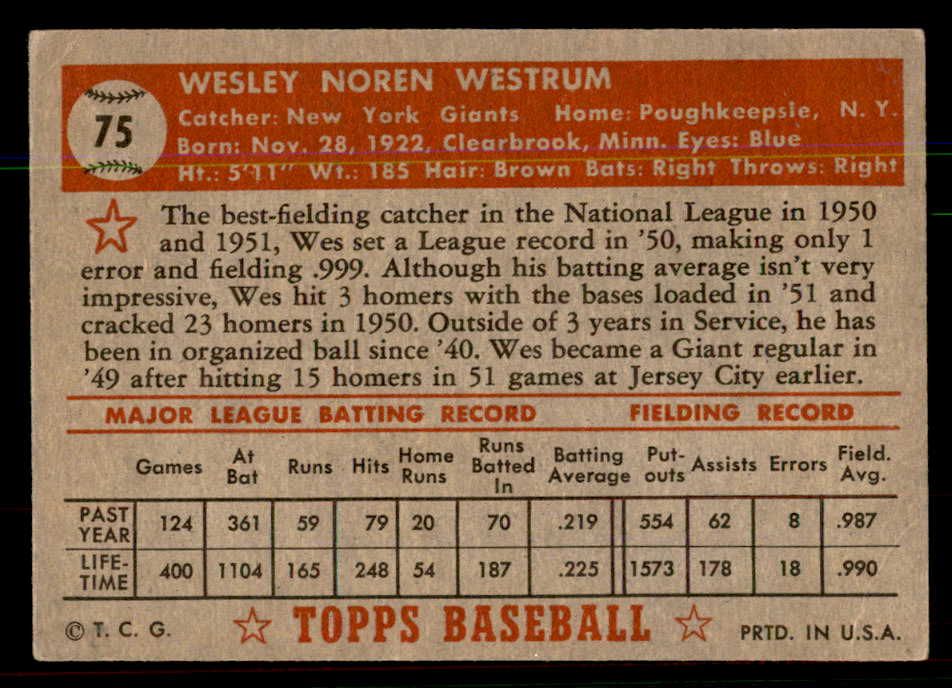 75
WESLEY NOREN WESTRUM
Catcher: New York Giants Home: Poughkeepsie, N. Y.
Born: Nov. 28, 1922, Clearbrook, Minn. Eyes: Blue
Ht.: 5'11" Wt.: 185 Hair: Brown Bats: Right Throws: Right
The best-fielding catcher in the National League in 1950
and 1951, Wes set a League record in '50, making only 1
error and fielding .999. Although his batting average isn't very
impressive, Wes hit 3 homers with the bases loaded in '51 and
cracked 23 homers in 1950. Outside of 3 years in Service, he has
been in organized ball since '40. Wes became a Giant regular in
'49 after hitting 15 homers in 51 games at Jersey City earlier.
MAJOR LEAGUE BATTING RECORD FIELDING RECORD
Games At Bat Runs Hits Home Runs Runs Batted In Batting Average Put-outs Assists Errors Field. Avg.
PAST YEAR 124 361 59 79 20 70 .219 554 62 8 .987
LIFE-TIME 400 1104 165 248 54 187 .225 1573 178 18 .990
© T. C. G. TOPPS BASEBALL PRTD. IN U.S.A.